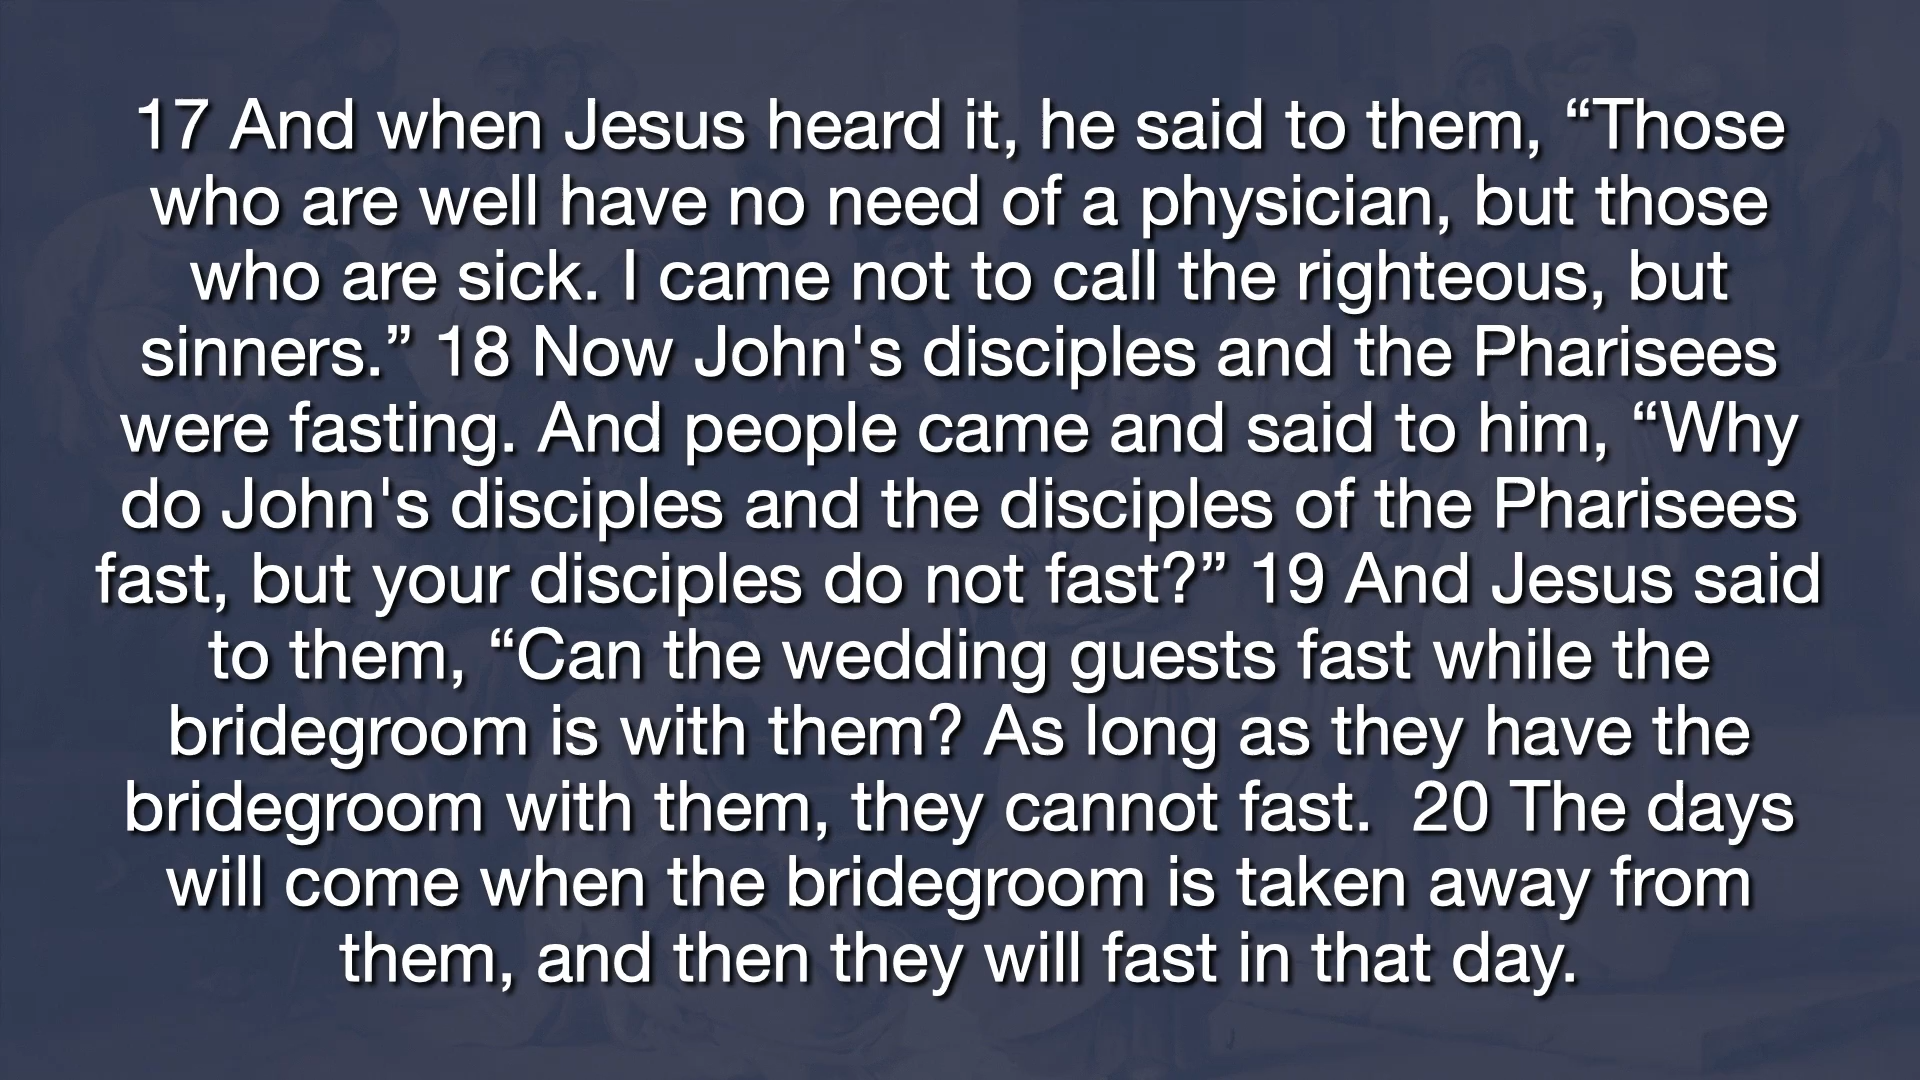 17 And when Jesus heard it, he said to them, “Those
who are well have no need of a physician, but those
who are sick. I came not to call the righteous, but
sinners.” 18 Now John's disciples and the Pharisees
were fasting. And people came and said to him, “Why
do John's disciples and the disciples of the Pharisees
fast, but your disciples do not fast?” 19 And Jesus said
to them, “Can the wedding guests fast while the
bridegroom is with them? As long as they have the
bridegroom with them, they cannot fast.  20 The days
will come when the bridegroom is taken away from
them, and then they will fast in that day.